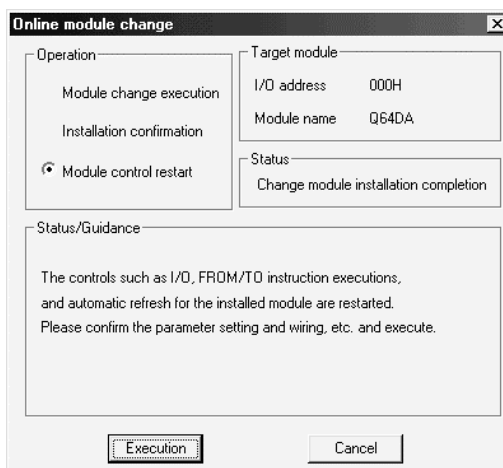 Online module change
Operation
Module change execution
Installation confirmation
Module control restart
Target module
I/O address 000H
Module name Q64DA
Status
Change module installation completion
Status/Guidance
The controls such as I/O, FROM/TO instruction executions,
and automatic refresh for the installed module are restarted.
Please confirm the parameter setting and wiring, etc. and execute.
Execution Cancel